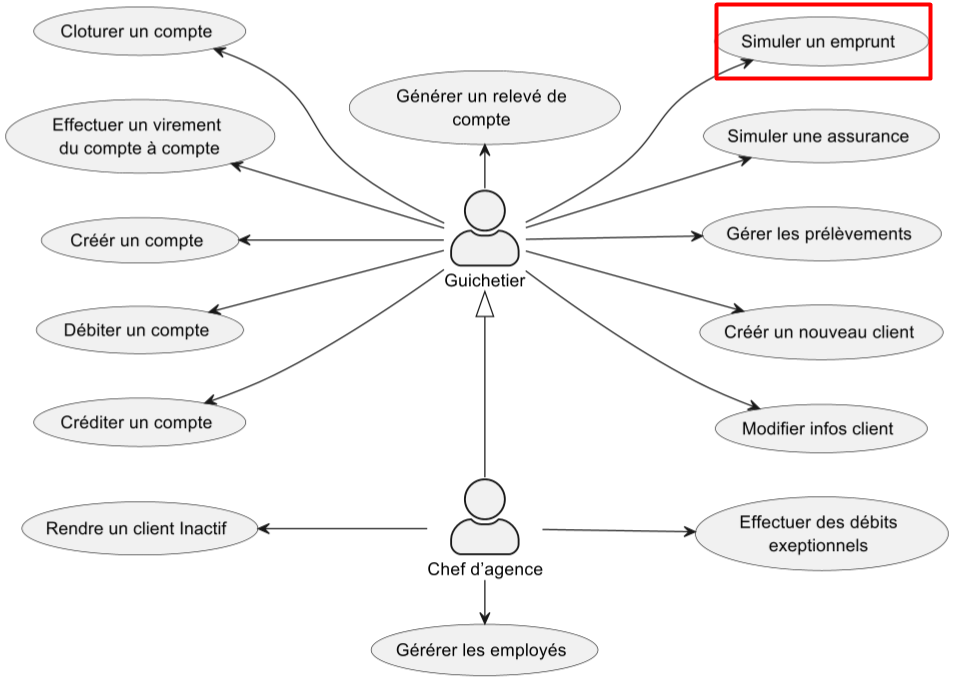 Cloturer un compte
Simuler un emprunt
Générer un relevé de
compte
Effectuer un virement
du compte à compte
Simuler une assurance
Créér un compte
Gérer les prélèvements
Guichetier
Débiter un compte
Créér un nouveau client
Créditer un compte
Modifier infos client
Rendre un client Inactif
Effectuer des débits
exeptionnels
Chef d'agence
Gérérer les employés